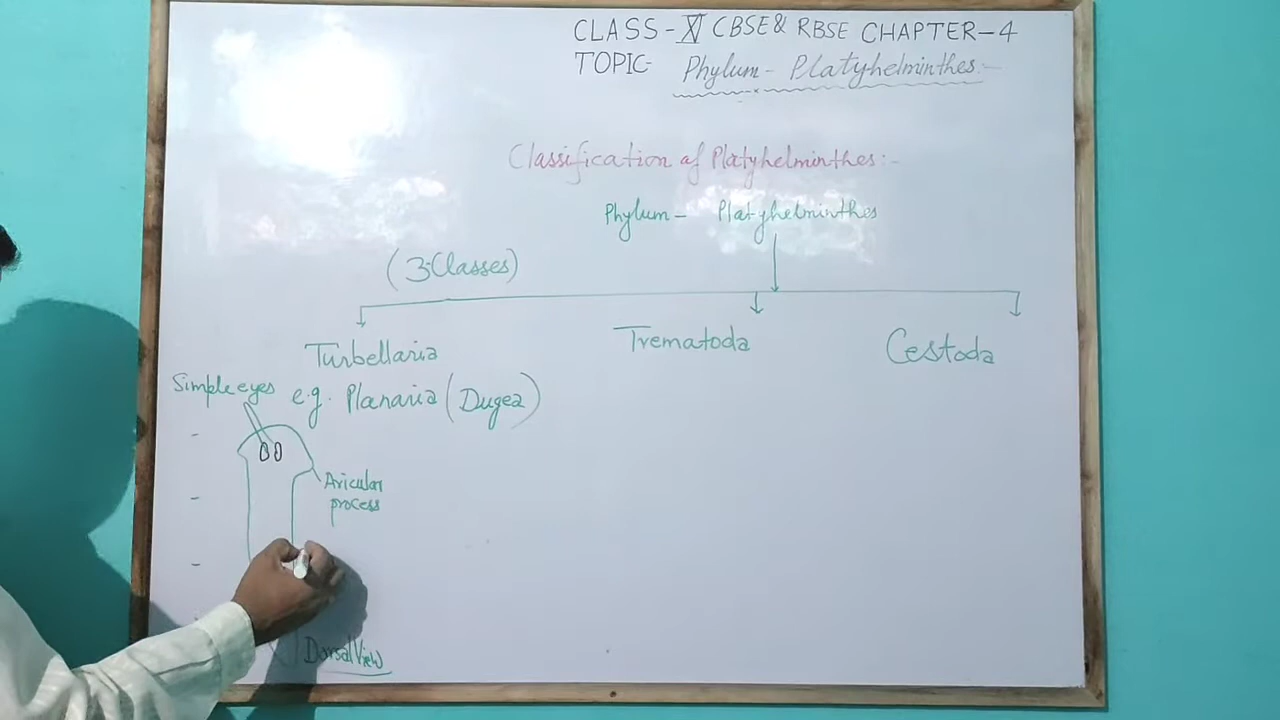 CLASS - XI CBSE & RBSE CHAPTER-4
TOPIC- Phylum - Platyhelminthes:-
Classification of Platyhelminthes:-
Phylum - Platyhelminthes
(3-Classes)
Turbellaria
Trematoda
Cestoda
Simple eyes
e.g. Planaria (Dugea)
Aricular
process
Dorsal View